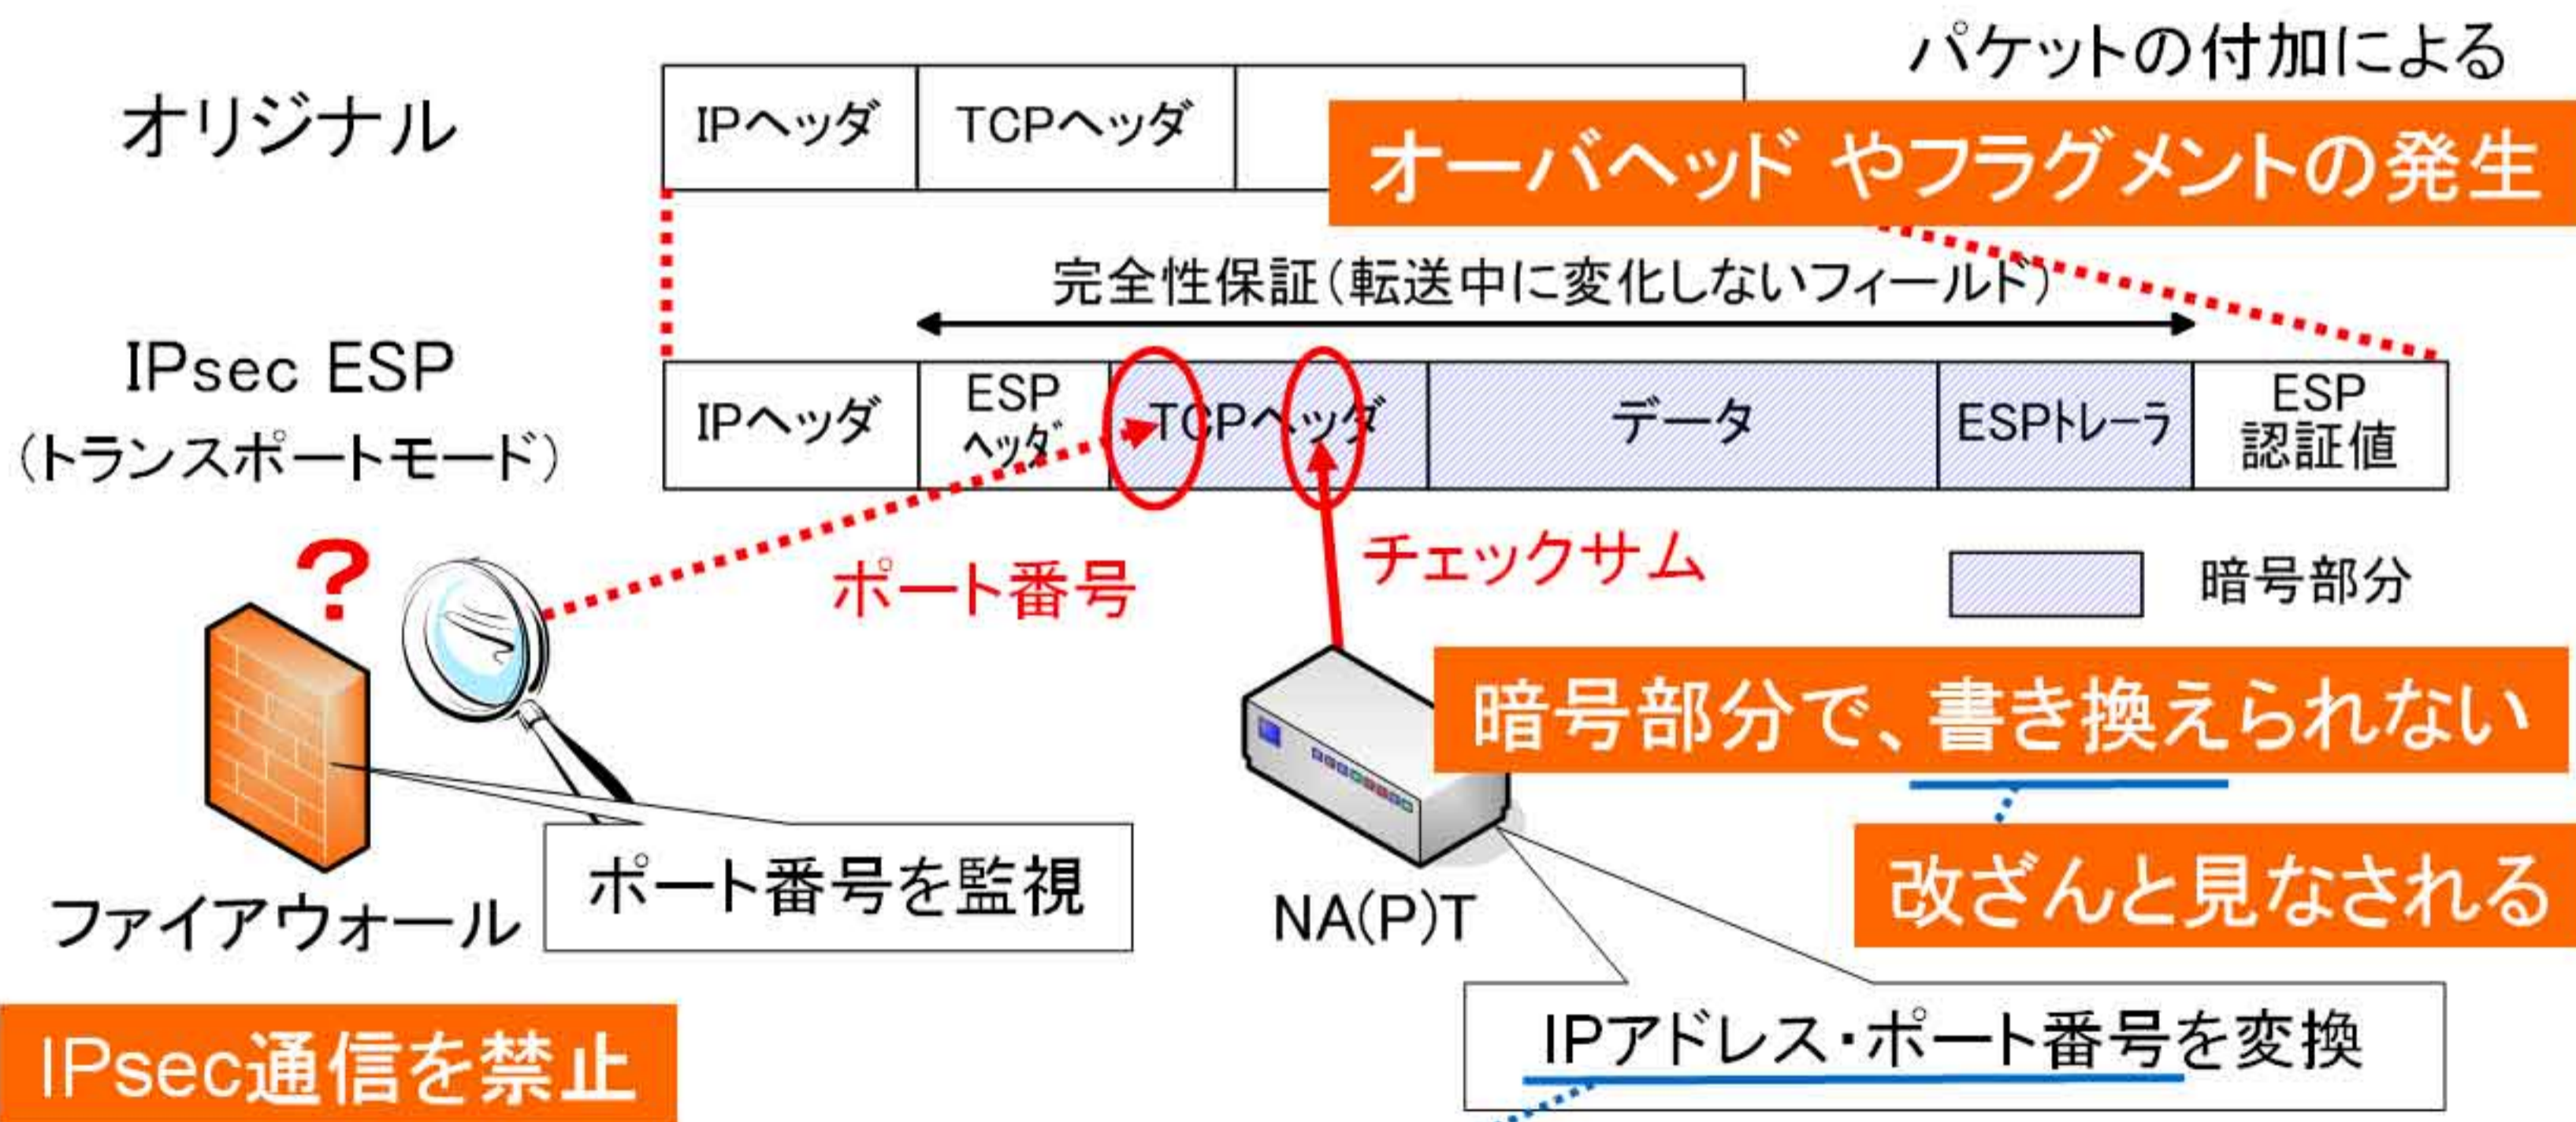 パケットの付加による
オリジナル
IPヘッダ
TCPヘッダ
オーバヘッド やフラグメントの発生
完全性保証(転送中に変化しないフィールド)
IPsec ESP
(トランスポートモード)
IPヘッダ
ESP
ヘッダ
TCPヘッダ
データ
ESPトレーラ
ESP
認証値
?
ポート番号
チェックサム
暗号部分
暗号部分で、書き換えられない
ポート番号を監視
改ざんと見なされる
ファイアウォール
NA(P)T
IPsec通信を禁止
IPアドレス・ポート番号を変換